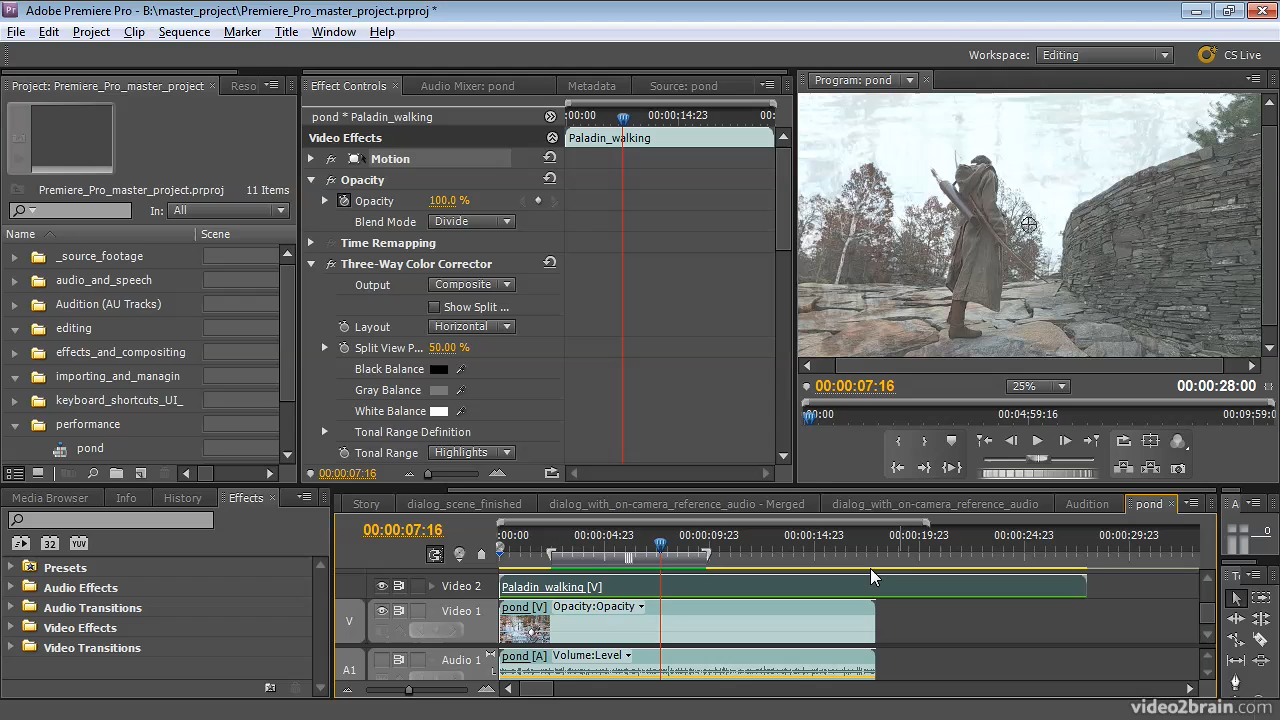 Pr Adobe Premiere Pro - B:\master_project\Premiere_Pro_master_project.prproj *
File Edit Project Clip Sequence Marker Title Window Help
Workspace: Editing CS Live
Project: Premiere_Pro_master_project
Reso
Premiere_Pro_master_project.prproj 11 Items
In: All
Name Scene
_source_footage
audio_and_speech
Audition (AU Tracks)
editing
effects_and_compositing
importing_and_managin
keyboard_shortcuts_UI_
performance
pond
Effect Controls Audio Mixer: pond Metadata Source: pond
pond * Paladin_walking
:00:00 00:00:14:23 00:
Video Effects
Paladin_walking
fx Motion
fx Opacity
Opacity 100.0 %
Blend Mode Divide
Time Remapping
fx Three-Way Color Corrector
Output Composite
Show Split ...
Layout Horizontal
Split View P... 50.00 %
Black Balance
Gray Balance
White Balance
Tonal Range Definition
Tonal Range Highlights
00:00:07:16
Program: pond
00:00:07:16 25% 00:00:28:00
00:00 00:04:59:16 00:09:59:0
Media Browser Info History Effects
32 YUV
Presets
Audio Effects
Audio Transitions
Video Effects
Video Transitions
Story dialog_scene_finished dialog_with_on-camera_reference_audio - Merged dialog_with_on-camera_reference_audio Audition pond
00:00:07:16
:00:00 00:00:04:23 00:00:09:23 00:00:14:23 00:00:19:23 00:00:24:23 00:00:29:23
Video 2 Paladin_walking [V]
V Video 1 pond [V] Opacity:Opacity
A1 Audio 1 L pond [A] Volume:Level
A
0
To
video2brain.com